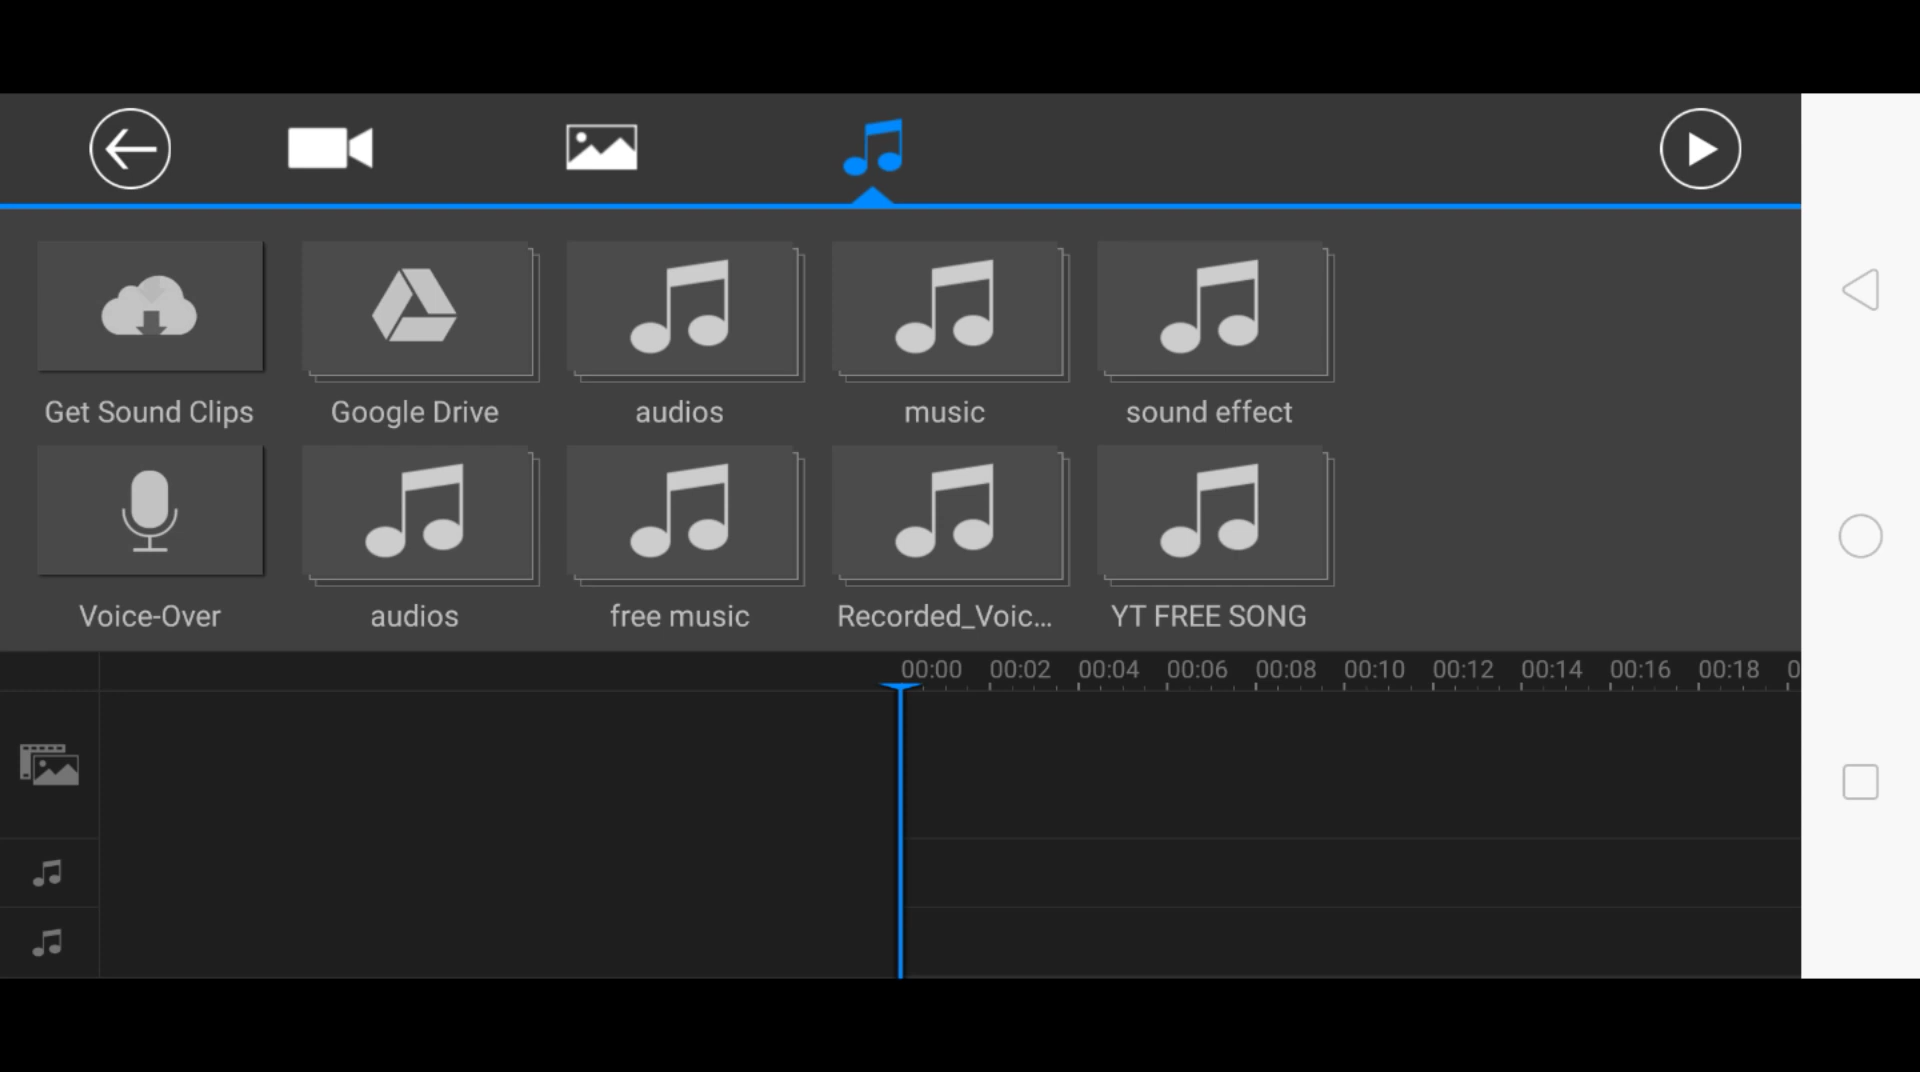 Get Sound Clips
Google Drive
audios
music
sound effect
Voice-Over
audios
free music
Recorded_Voic...
YT FREE SONG
00:00 00:02 00:04 00:06 00:08 00:10 00:12 00:14 00:16 00:18 0